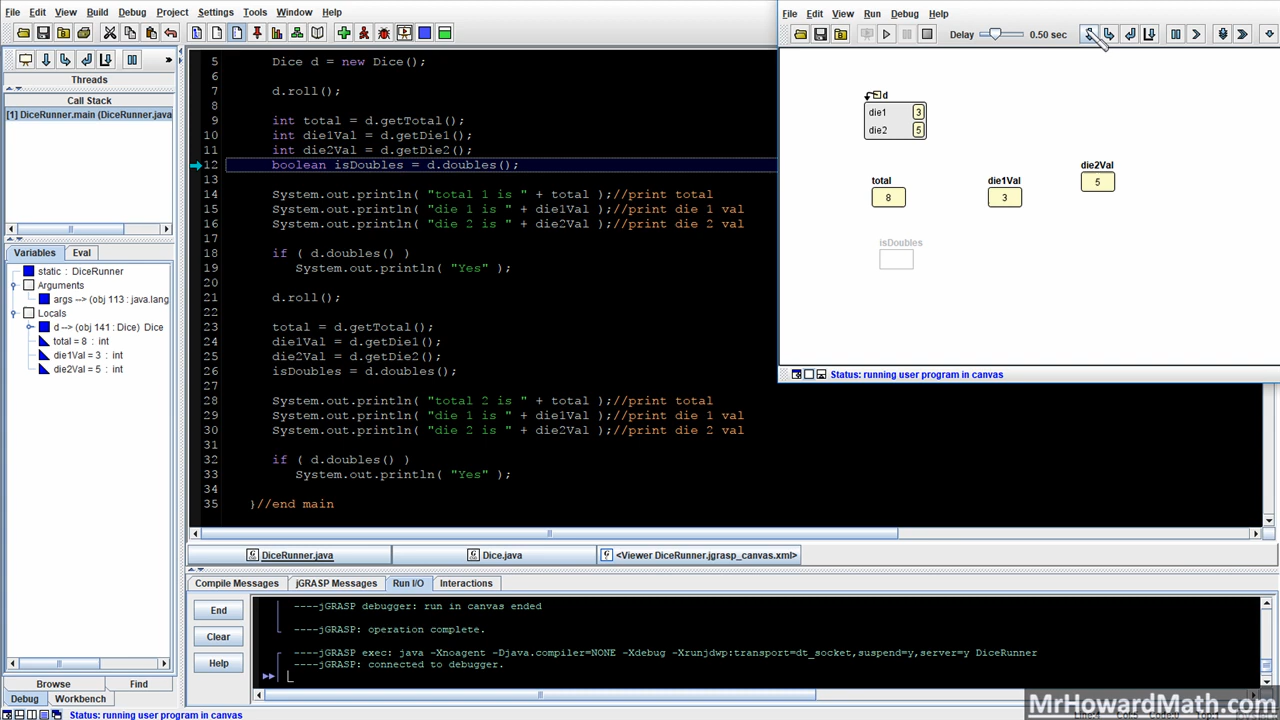 File Edit View Build Project Settings Tools Window Help
Threads
Call Stack
[1] DiceRunner.main (DiceRunner.java
Variables Eval
static : DiceRunner
Arguments
args --> (obj 113 : java.lang
Locals
d --> (obj 141 : Dice) Dice
total = 8 : int
die1Val = 3 : int
die2Val = 5 : int
Browse Find
Debug Workbench
5 Dice d = new Dice();
6
7 d.roll();
8
9 int total = d.getTotal();
10 int die1Val = d.getDie1();
11 int die2Val = d.getDie2();
12 boolean isDoubles = d.doubles();
13
14 System.out.println( "total 1 is " + total );//print total
15 System.out.println( "die 1 is " + die1Val );//print die 1 val
16 System.out.println( "die 2 is " + die2Val );//print die 2 val
17
18 if ( d.doubles() )
19 System.out.println( "Yes" );
20
21 d.roll();
22
23 total = d.getTotal();
24 die1Val = d.getDie1();
25 die2Val = d.getDie2();
26 isDoubles = d.doubles();
27
28 System.out.println( "total 2 is " + total );//print total
29 System.out.println( "die 1 is " + die1Val );//print die 1 val
30 System.out.println( "die 2 is " + die2Val );//print die 2 val
31
32 if ( d.doubles() )
33 System.out.println( "Yes" );
34
35 }//end main
File Edit View Run Debug Help
Delay 0.50 sec
d
die1 3
die2 5
die2Val
5
total die1Val
8 3
isDoubles
Status: running user program in canvas
DiceRunner.java Dice.java <Viewer DiceRunner.jgrasp_canvas.xml>
Compile Messages jGRASP Messages Run I/O Interactions
End
Clear
Help
----jGRASP debugger: run in canvas ended
----jGRASP: operation complete.
----jGRASP exec: java -Xnoagent -Djava.compiler=NONE -Xdebug -Xrunjdwp:transport=dt_socket,suspend=y,server=y DiceRunner
----jGRASP: connected to debugger.
MrHowardMath.com
Status: running user program in canvas